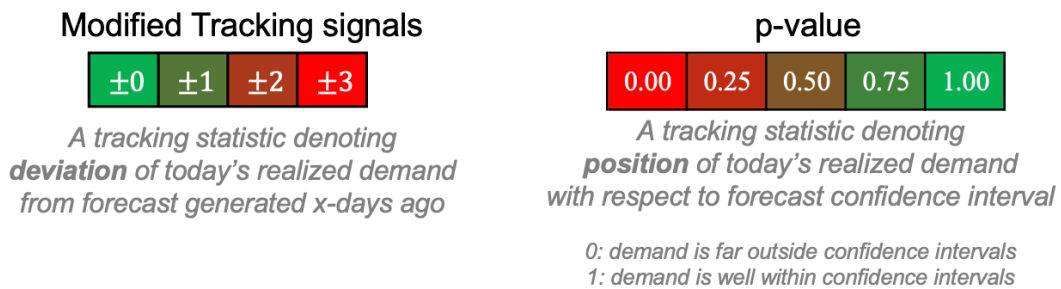 Modified Tracking signals
±0 ±1 ±2 ±3
A tracking statistic denoting
deviation of today's realized demand
from forecast generated x-days ago
p-value
0.00 0.25 0.50 0.75 1.00
A tracking statistic denoting
position of today's realized demand
with respect to forecast confidence interval
0: demand is far outside confidence intervals
1: demand is well within confidence intervals